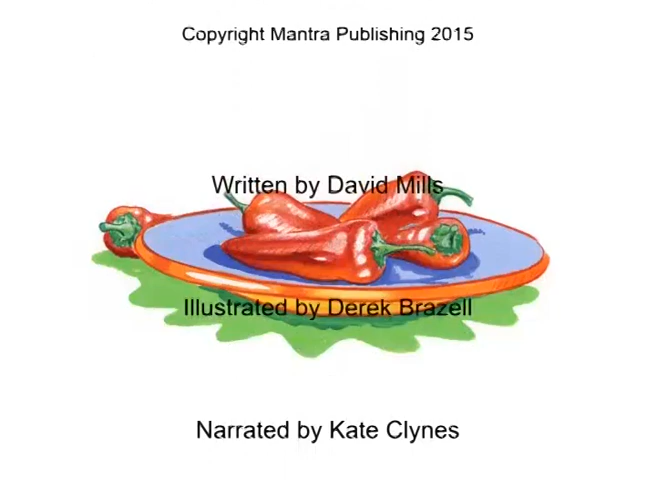 Copyright Mantra Publishing 2015
Written by David Mills
Illustrated by Derek Brazell
Narrated by Kate Clynes